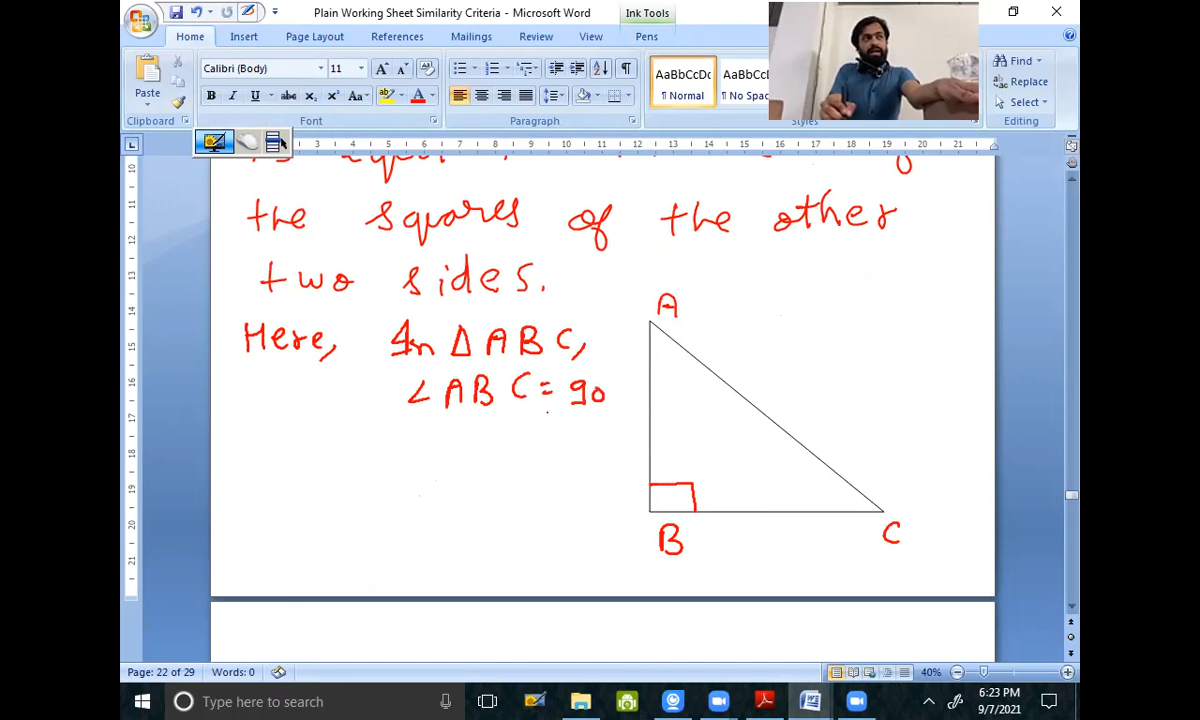 Plain Working Sheet Similarity Criteria - Microsoft Word
Ink Tools
Home Insert Page Layout References Mailings Review View Pens
Paste
Clipboard
Calibri (Body) 11
Font
Paragraph
AaBbCcDc AaBbCc
¶ Normal ¶ No Spac
Styles
Find
Replace
Select
Editing
the squares of the other
two sides.
Here, In Δ ABC,
∠ABC = 90
A
B
C
Page: 22 of 29 Words: 0
40%
Type here to search
6:23 PM
9/7/2021